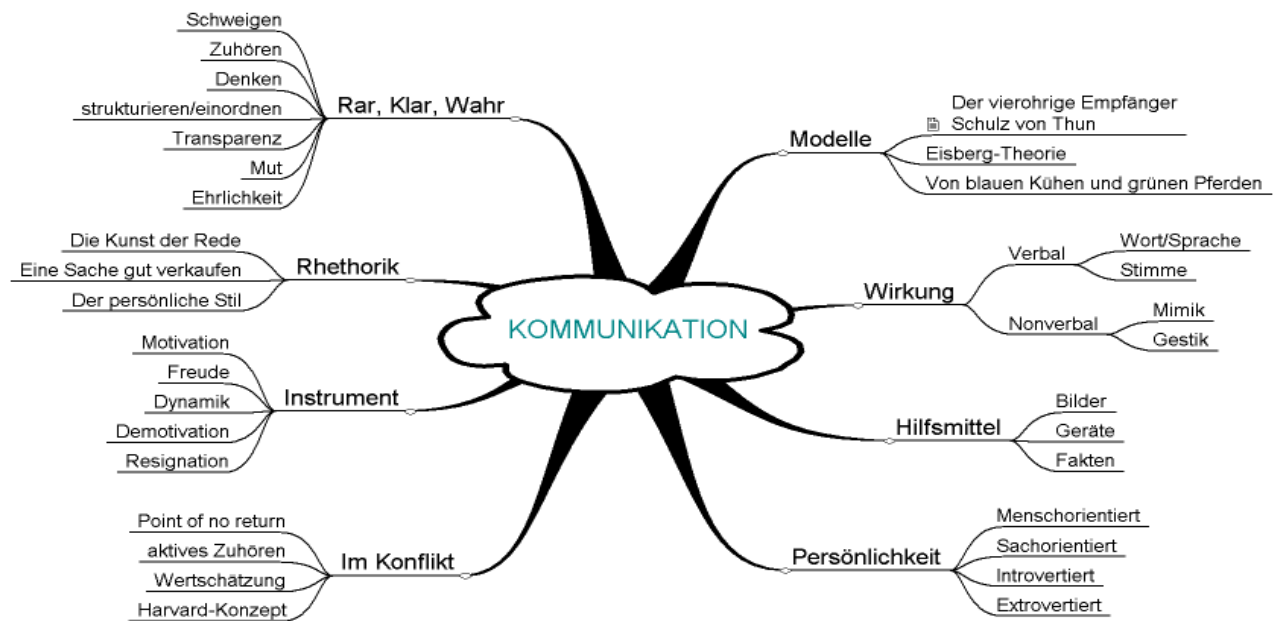 KOMMUNIKATION
Rar, Klar, Wahr
Schweigen
Zuhören
Denken
strukturieren/einordnen
Transparenz
Mut
Ehrlichkeit
Rhethorik
Die Kunst der Rede
Eine Sache gut verkaufen
Der persönliche Stil
Instrument
Motivation
Freude
Dynamik
Demotivation
Resignation
Im Konflikt
Point of no return
aktives Zuhören
Wertschätzung
Harvard-Konzept
Modelle
Der vierohrige Empfänger
Schulz von Thun
Eisberg-Theorie
Von blauen Kühen und grünen Pferden
Wirkung
Verbal
Wort/Sprache
Stimme
Nonverbal
Mimik
Gestik
Hilfsmittel
Bilder
Geräte
Fakten
Persönlichkeit
Menschorientiert
Sachorientiert
Introvertiert
Extrovertiert